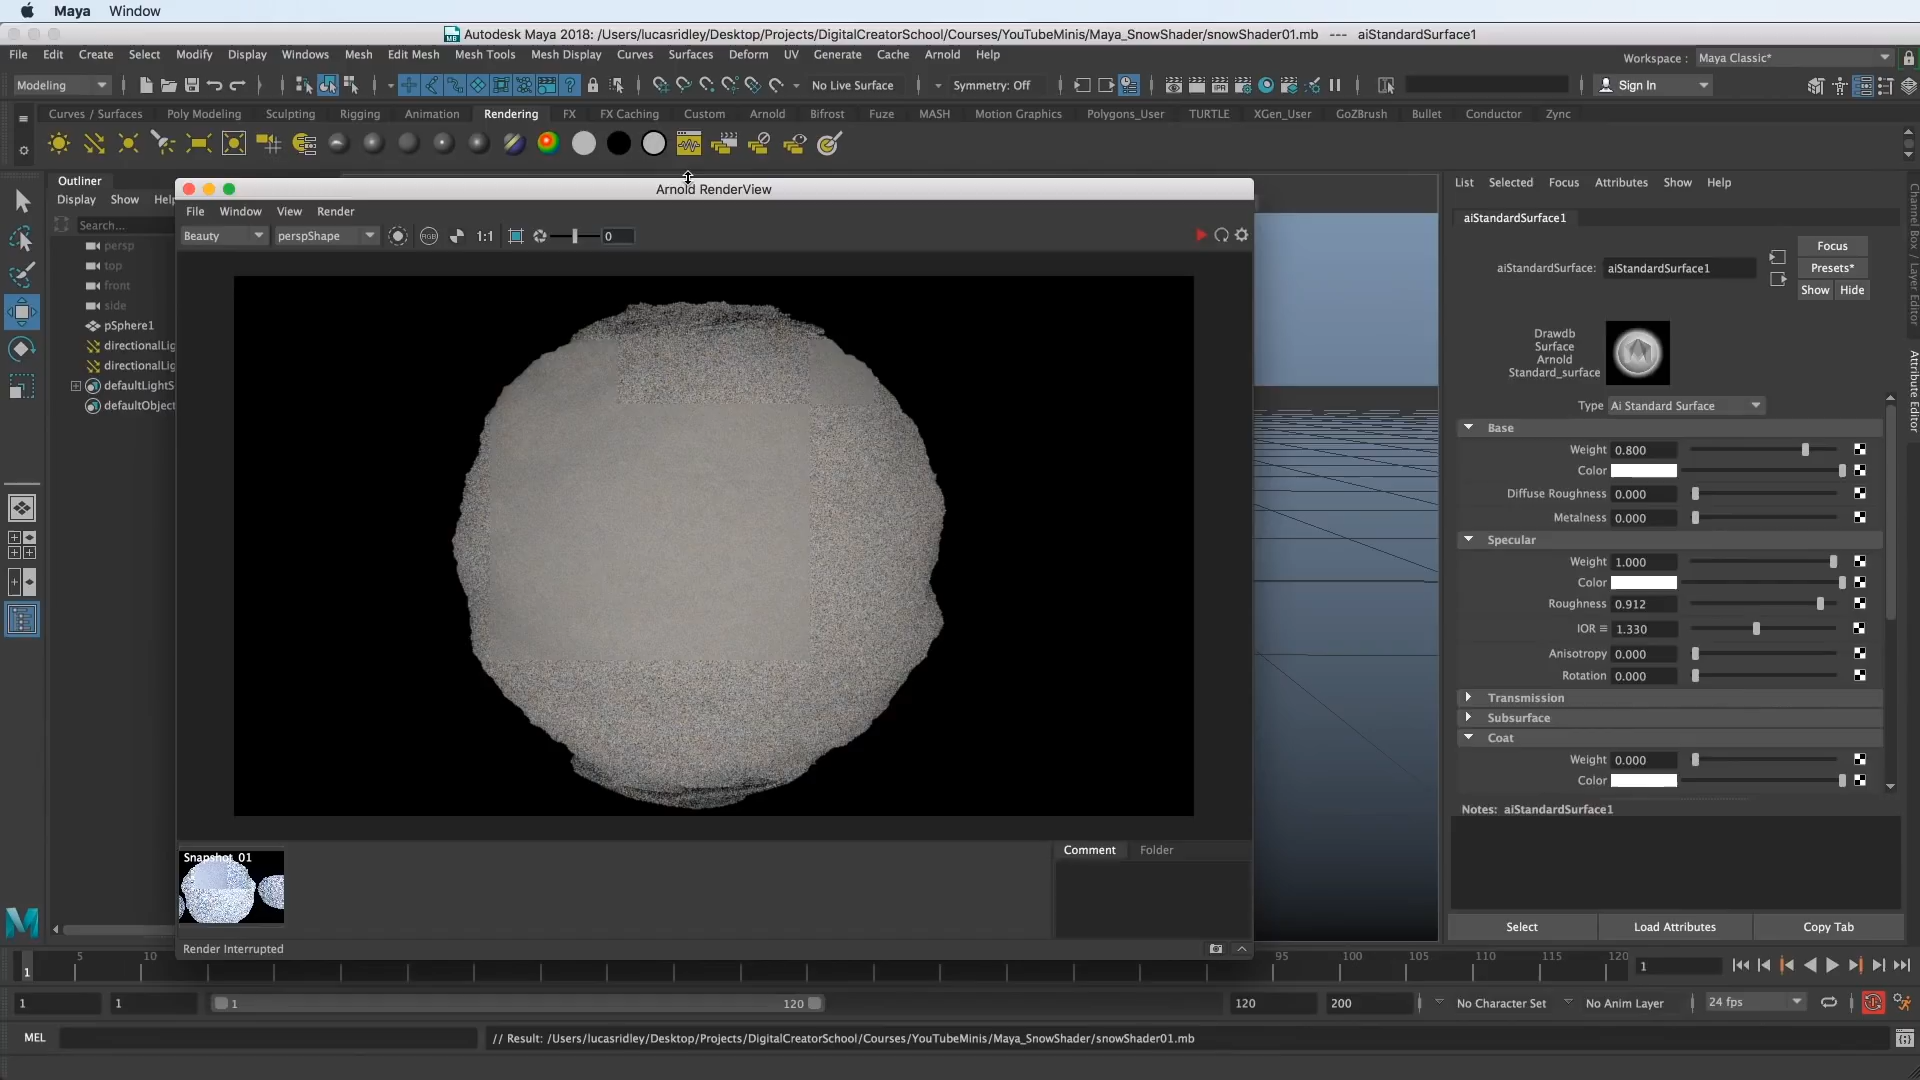 Maya Window
Autodesk Maya 2018: /Users/lucasridley/Desktop/Projects/DigitalCreatorSchool/Courses/YouTubeMinis/Maya_SnowShader/snowShader01.mb --- aiStandardSurface1
File Edit Create Select Modify Display Windows Mesh Edit Mesh Mesh Tools Mesh Display Curves Surfaces Deform UV Generate Cache Arnold Help
Workspace : Maya Classic*
Modeling No Live Surface Symmetry: Off Sign In
Curves / Surfaces Poly Modeling Sculpting Rigging Animation Rendering FX FX Caching Custom Arnold Bifrost Fuze MASH Motion Graphics Polygons_User TURTLE XGen_User GoZBrush Bullet Conductor Zync
Outliner
Display Show Help
Search...
persp
top
front
side
pSphere1
directionalLig
directionalLig
defaultLightS
defaultObject
Arnold RenderView
File Window View Render
Beauty perspShape RGB 1:1 0
Snapshot_01
Comment Folder
Render Interrupted
List Selected Focus Attributes Show Help
aiStandardSurface1
aiStandardSurface: aiStandardSurface1
Focus
Presets*
Show Hide
Drawdb
Surface
Arnold
Standard_surface
Type Ai Standard Surface
Base
Weight 0.800
Color
Diffuse Roughness 0.000
Metalness 0.000
Specular
Weight 1.000
Color
Roughness 0.912
IOR 1.330
Anisotropy 0.000
Rotation 0.000
Transmission
Subsurface
Coat
Weight 0.000
Color
Notes: aiStandardSurface1
Select Load Attributes Copy Tab
Channel Box / Layer Editor
Attribute Editor
1 5 10 95 100 105 110 115 120 1
1 1 1 120 120 200 No Character Set No Anim Layer 24 fps
MEL // Result: /Users/lucasridley/Desktop/Projects/DigitalCreatorSchool/Courses/YouTubeMinis/Maya_SnowShader/snowShader01.mb